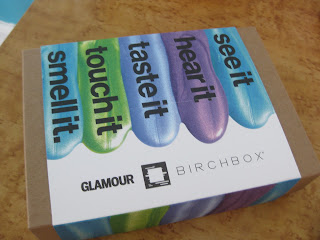 smell it.
touch it
taste it
hear it
see it
GLAMOUR BIRCHBOX